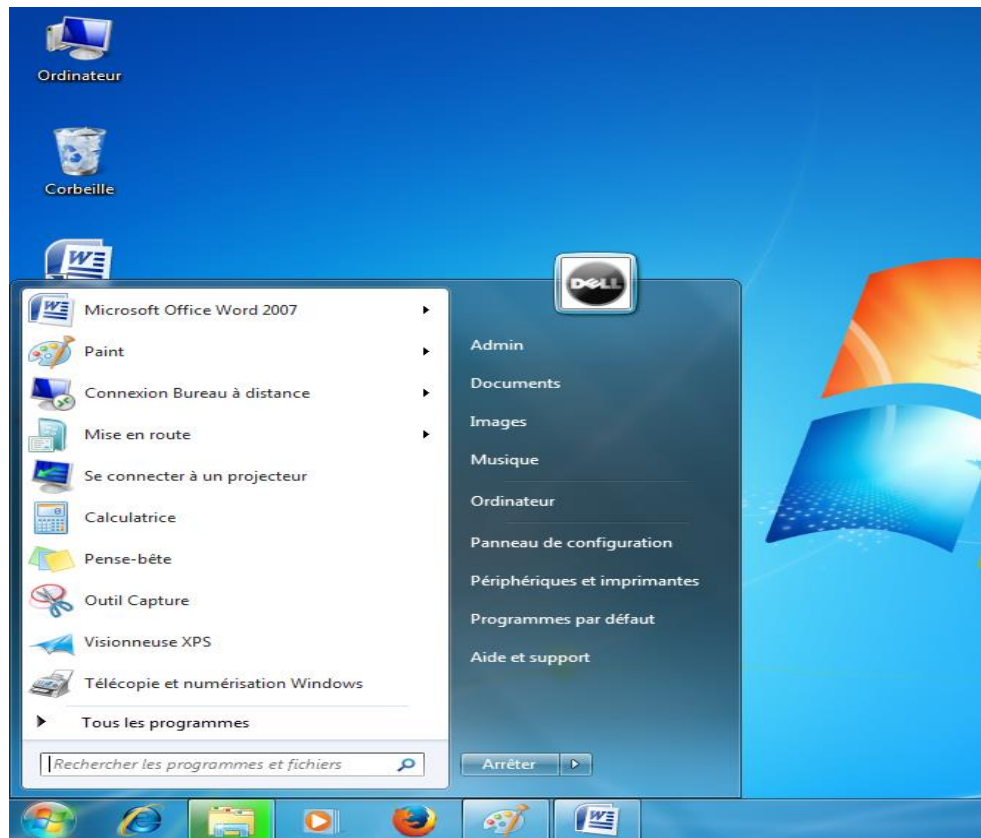 Ordinateur
Corbeille
W
DELL
Microsoft Office Word 2007
Paint
Connexion Bureau à distance
Mise en route
Se connecter à un projecteur
Calculatrice
Pense-bête
Outil Capture
Visionneuse XPS
Télécopie et numérisation Windows
Tous les programmes
Rechercher les programmes et fichiers
Admin
Documents
Images
Musique
Ordinateur
Panneau de configuration
Périphériques et imprimantes
Programmes par défaut
Aide et support
Arrêter